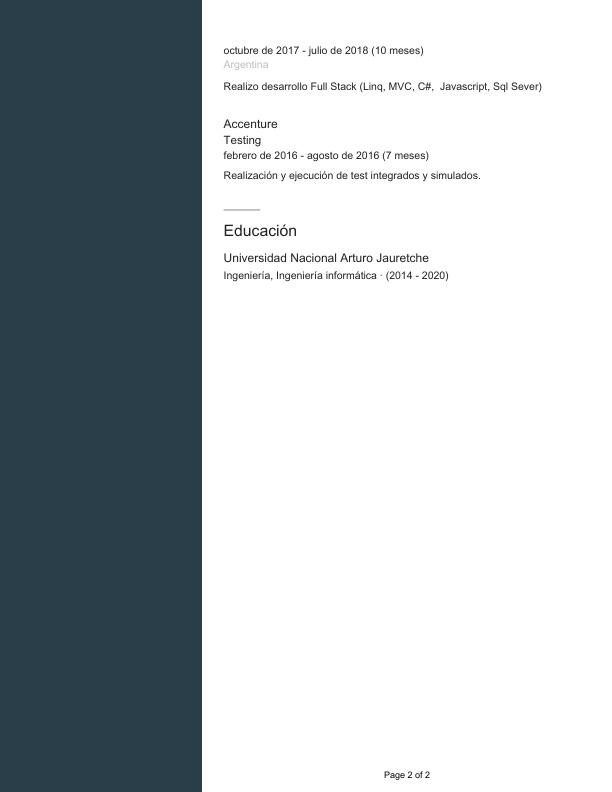 octubre de 2017 - julio de 2018 (10 meses)
Argentina
Realizo desarrollo Full Stack (Linq, MVC, C#,  Javascript, Sql Sever)
Accenture
Testing
febrero de 2016 - agosto de 2016 (7 meses)
Realización y ejecución de test integrados y simulados.
Educación
Universidad Nacional Arturo Jauretche
Ingeniería, Ingeniería informática · (2014 - 2020)
Page 2 of 2